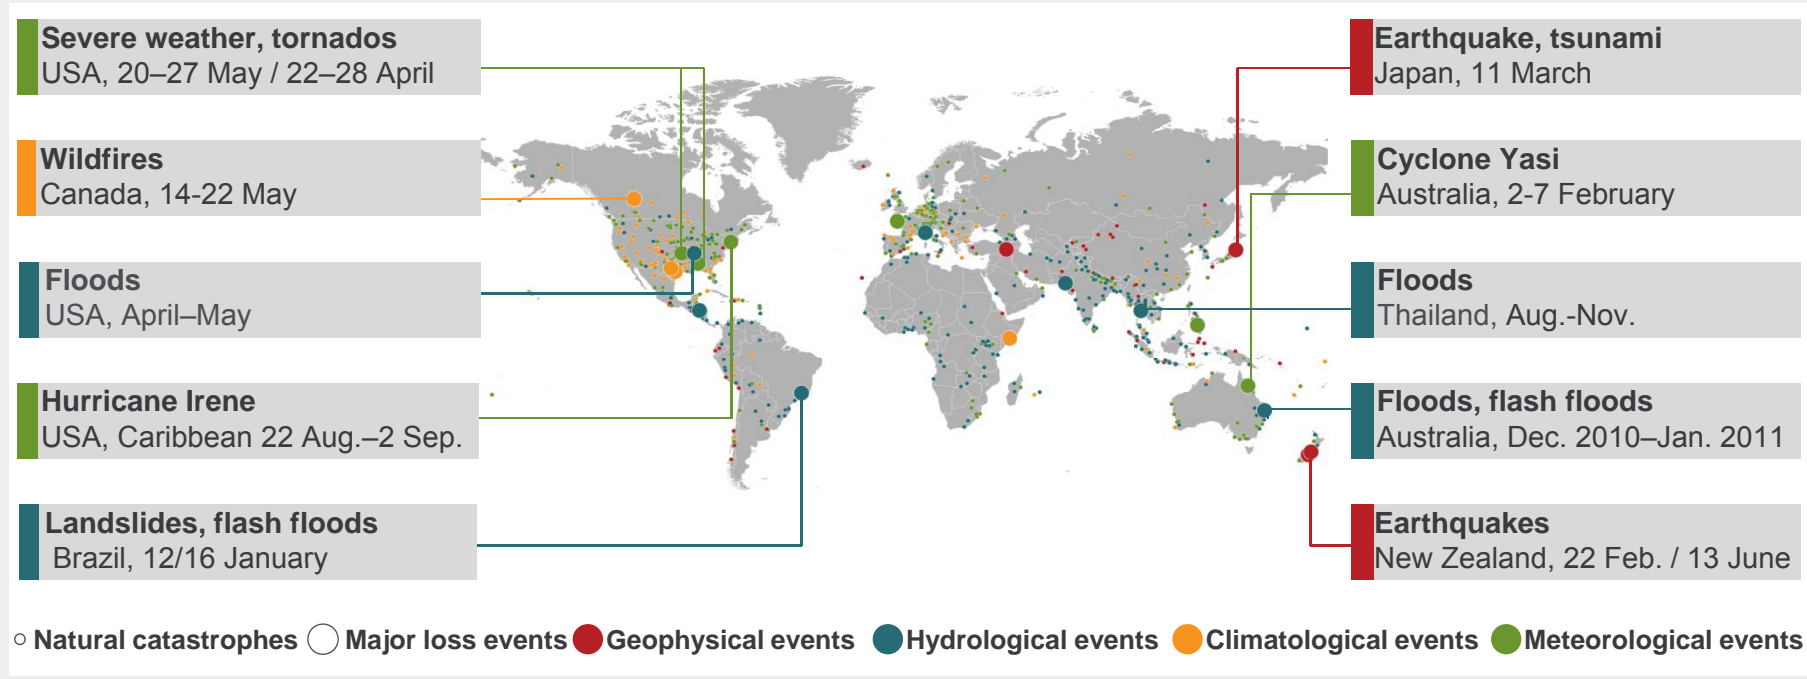 Severe weather, tornados
USA, 20–27 May / 22–28 April
Wildfires
Canada, 14-22 May
Floods
USA, April–May
Hurricane Irene
USA, Caribbean 22 Aug.–2 Sep.
Landslides, flash floods
Brazil, 12/16 January
Earthquake, tsunami
Japan, 11 March
Cyclone Yasi
Australia, 2-7 February
Floods
Thailand, Aug.-Nov.
Floods, flash floods
Australia, Dec. 2010–Jan. 2011
Earthquakes
New Zealand, 22 Feb. / 13 June
Natural catastrophes Major loss events Geophysical events Hydrological events Climatological events Meteorological events